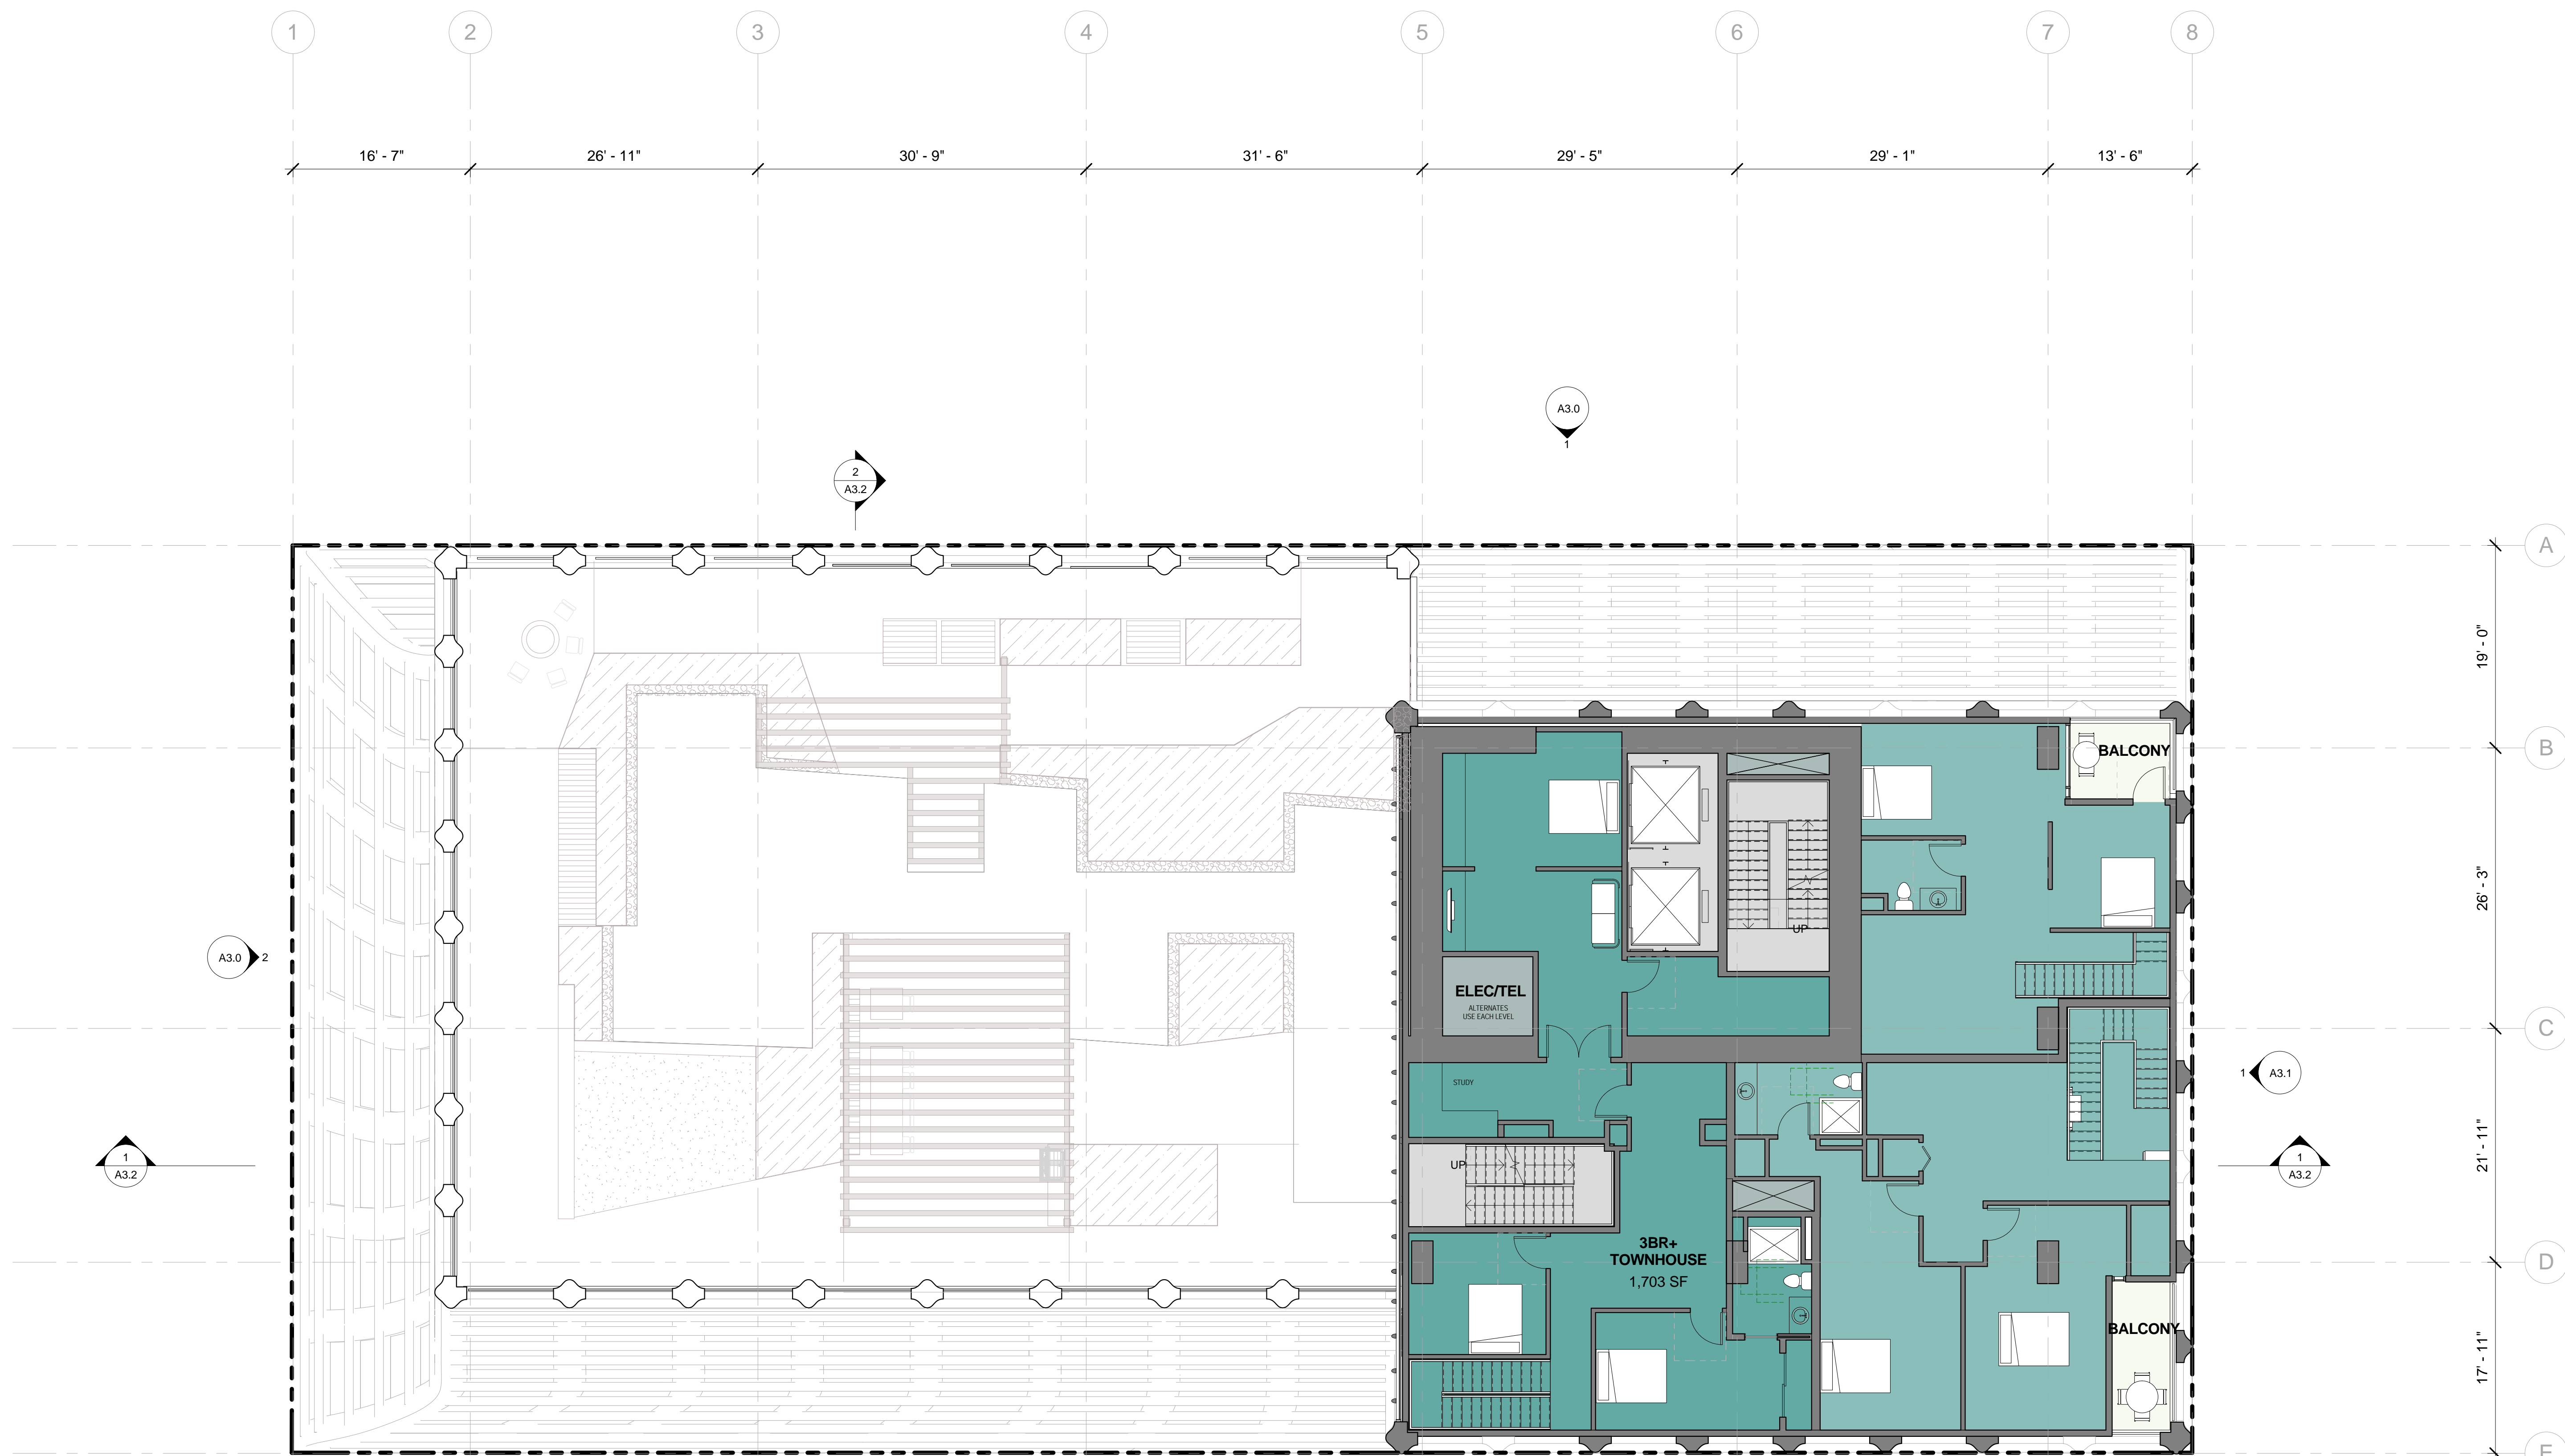 1
2
3
4
5
6
7
8
16' - 7"
26' - 11"
30' - 9"
31' - 6"
29' - 5"
29' - 1"
13' - 6"
A3.0
1
2
A3.2
A
19' - 0"
B
BALCONY
26' - 3"
UP
A3.0
2
ELEC/TEL
ALTERNATES
USE EACH LEVEL
C
STUDY
1
A3.1
21' - 11"
1
A3.2
UP
1
A3.2
3BR+
TOWNHOUSE
1,703 SF
D
BALCONY
17' - 11"